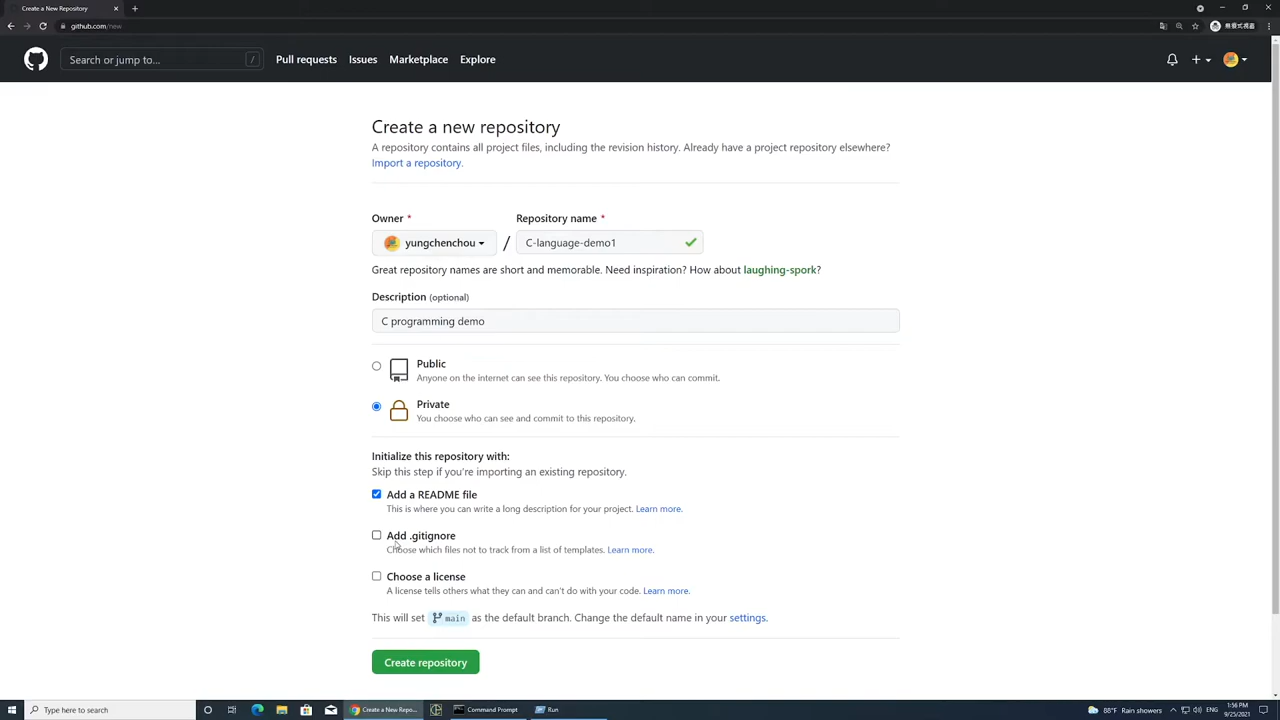 Create a New Repository
github.com/new
無痕式視窗
Search or jump to...
/
Pull requests
Issues
Marketplace
Explore
Create a new repository
A repository contains all project files, including the revision history. Already have a project repository elsewhere?
Import a repository.
Owner *
Repository name *
yungchenchou
/
C-language-demo1
Great repository names are short and memorable. Need inspiration? How about laughing-spork?
Description (optional)
C programming demo
Public
Anyone on the internet can see this repository. You choose who can commit.
Private
You choose who can see and commit to this repository.
Initialize this repository with:
Skip this step if you're importing an existing repository.
Add a README file
This is where you can write a long description for your project. Learn more.
Add .gitignore
Choose which files not to track from a list of templates. Learn more.
Choose a license
A license tells others what they can and can't do with your code. Learn more.
This will set main as the default branch. Change the default name in your settings.
Create repository
Type here to search
Create a New Repo...
Command Prompt
Run
88°F Rain showers
ENG
1:56 PM
9/25/2021